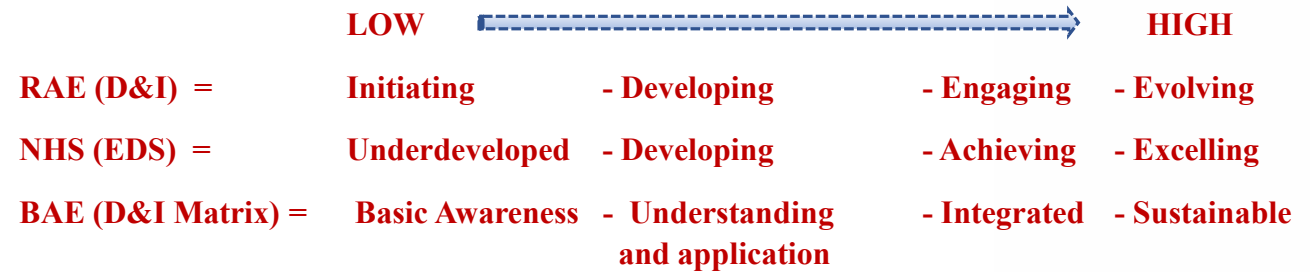 LOW HIGH
RAE (D&I) = Initiating - Developing - Engaging - Evolving
NHS (EDS) = Underdeveloped - Developing - Achieving - Excelling
BAE (D&I Matrix) = Basic Awareness - Understanding - Integrated - Sustainable
and application